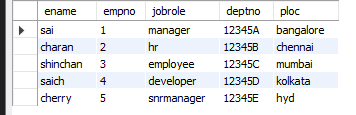 ename empno jobrole deptno ploc
sai 1 manager 12345A bangalore
charan 2 hr 12345B chennai
shinchan 3 employee 12345C mumbai
saich 4 developer 12345D kolkata
cherry 5 snrmanager 12345E hyd